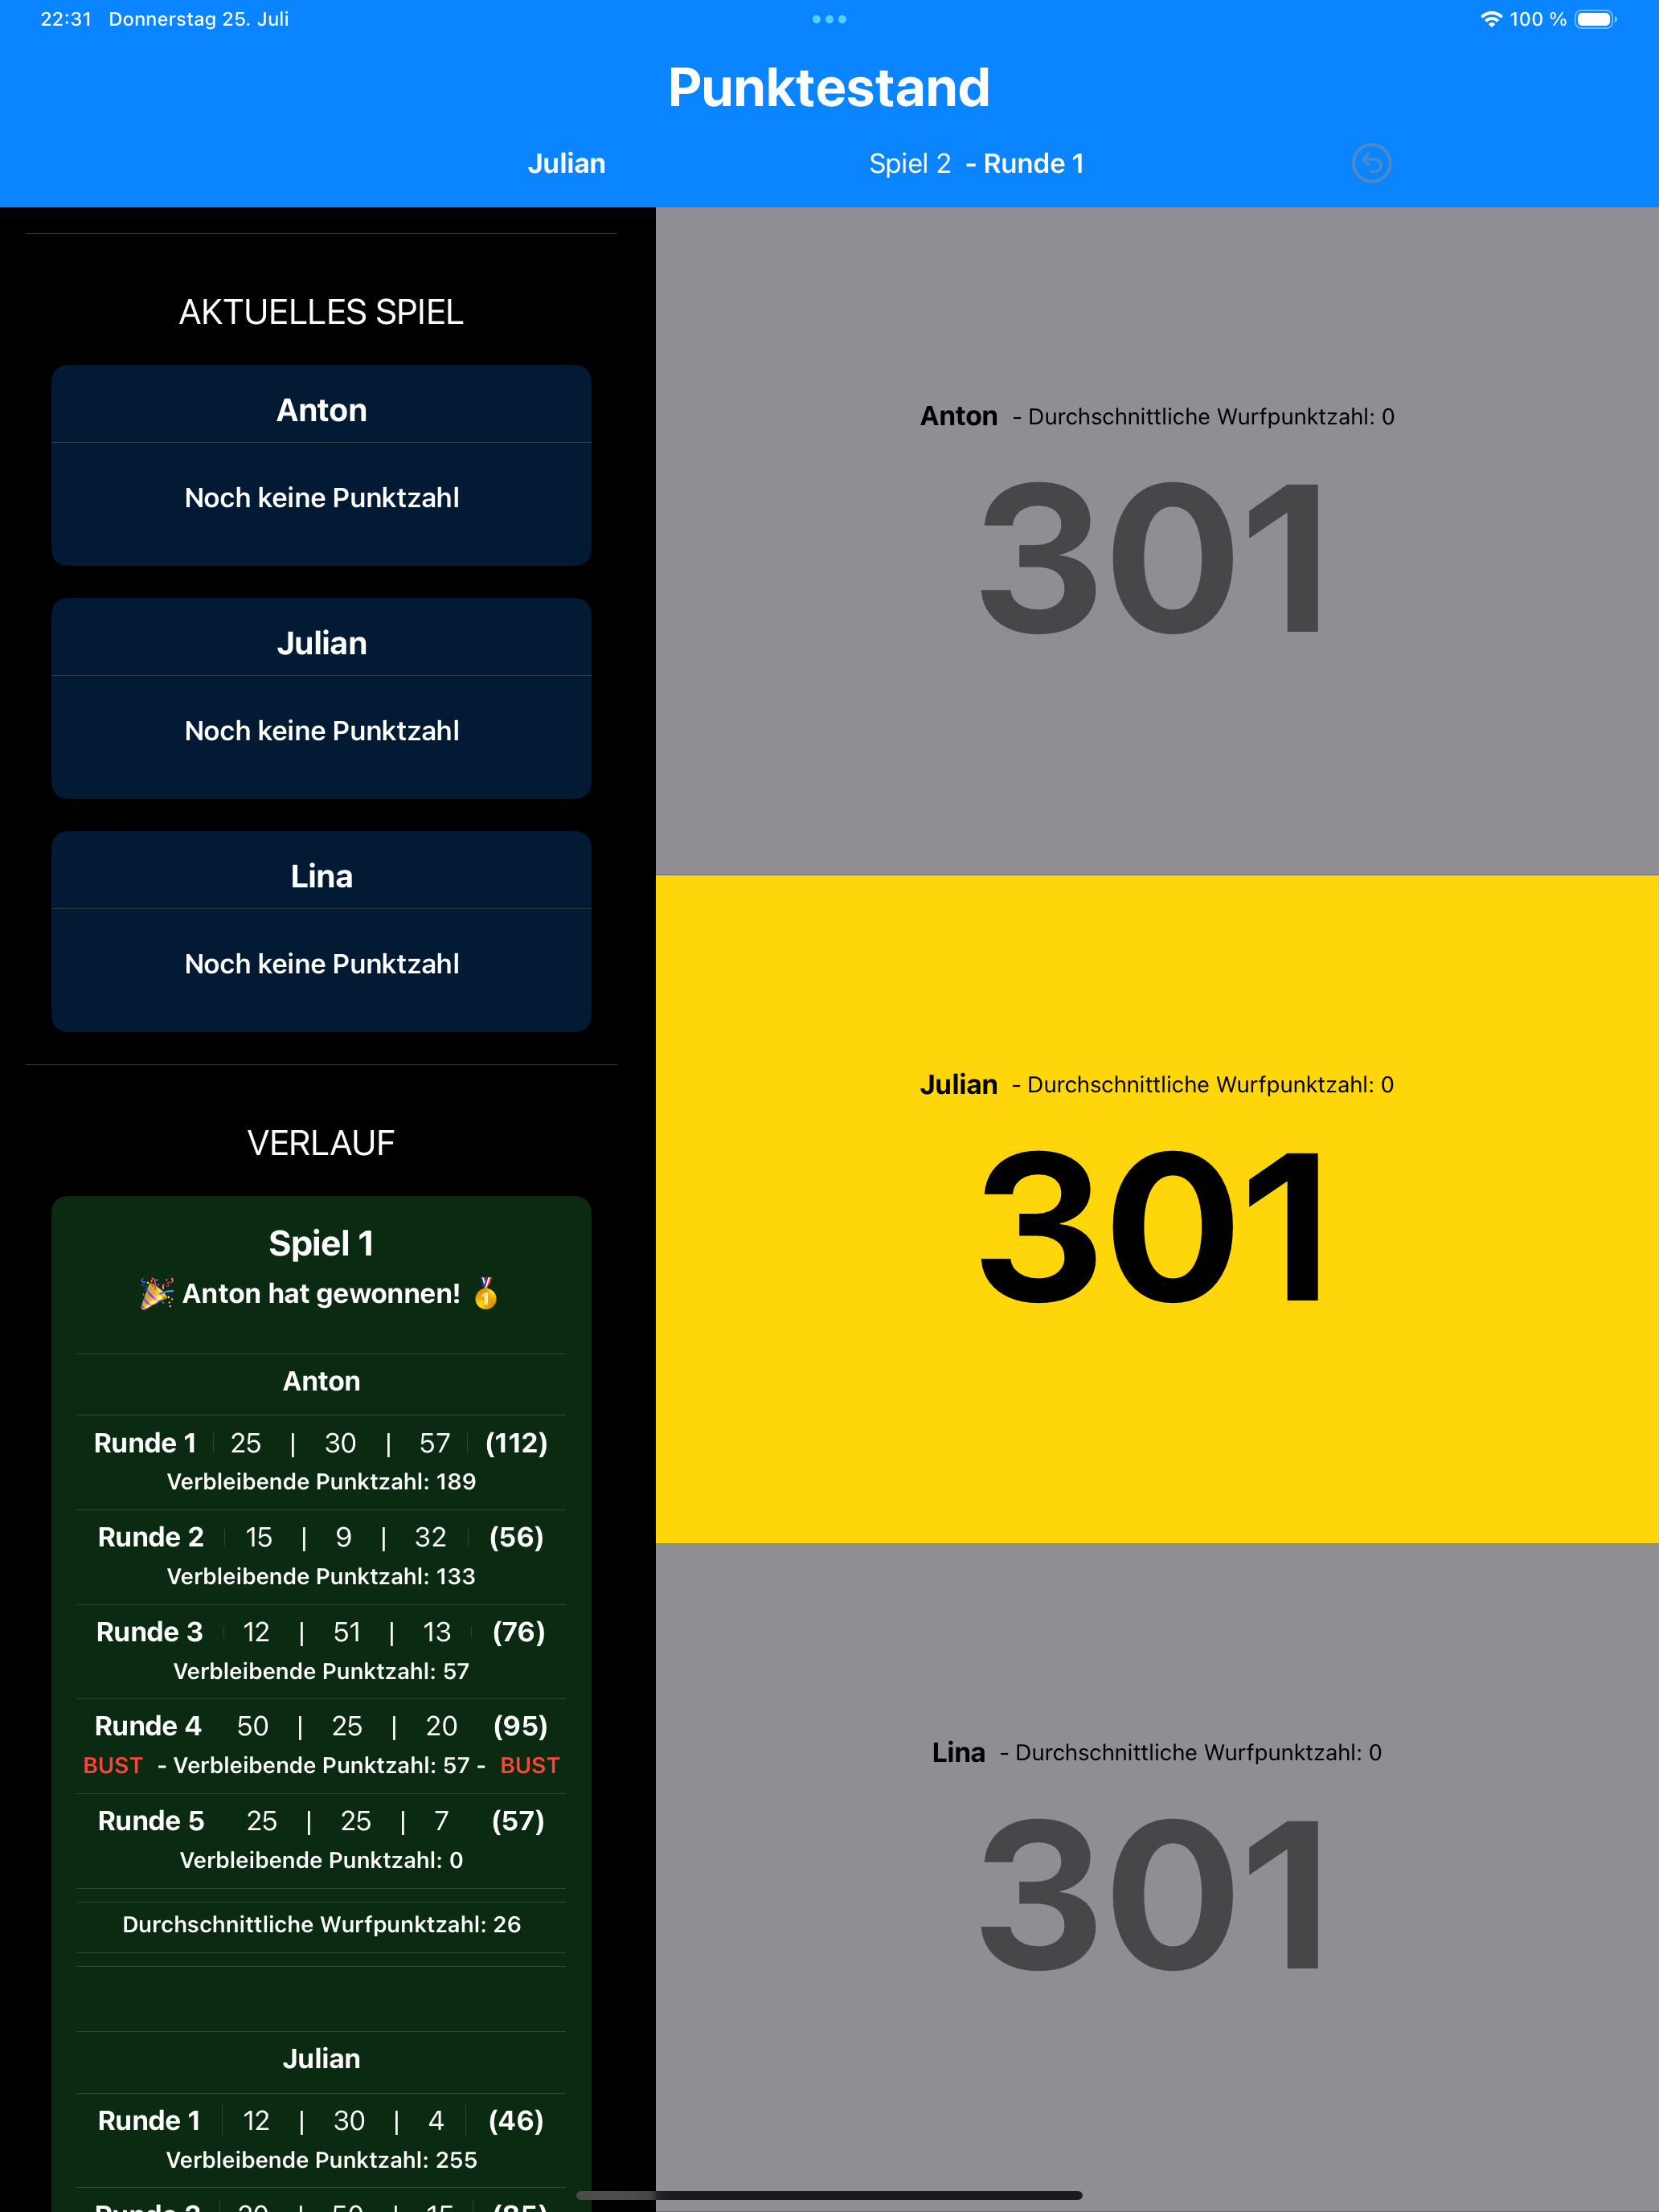 22:31 Donnerstag 25. Juli
100 %
Punktestand
Julian
Spiel 2 - Runde 1
AKTUELLES SPIEL
Anton
Noch keine Punktzahl
Julian
Noch keine Punktzahl
Lina
Noch keine Punktzahl
VERLAUF
Spiel 1
🎉 Anton hat gewonnen! 🥇
Anton
Runde 1 | 25 | 30 | 57 | (112)
Verbleibende Punktzahl: 189
Runde 2 | 15 | 9 | 32 | (56)
Verbleibende Punktzahl: 133
Runde 3 | 12 | 51 | 13 | (76)
Verbleibende Punktzahl: 57
Runde 4 50 | 25 | 20 (95)
BUST - Verbleibende Punktzahl: 57 - BUST
Runde 5 25 | 25 | 7 (57)
Verbleibende Punktzahl: 0
Durchschnittliche Wurfpunktzahl: 26
Julian
Runde 1 | 12 | 30 | 4 | (46)
Verbleibende Punktzahl: 255
Anton - Durchschnittliche Wurfpunktzahl: 0
301
Julian - Durchschnittliche Wurfpunktzahl: 0
301
Lina - Durchschnittliche Wurfpunktzahl: 0
301